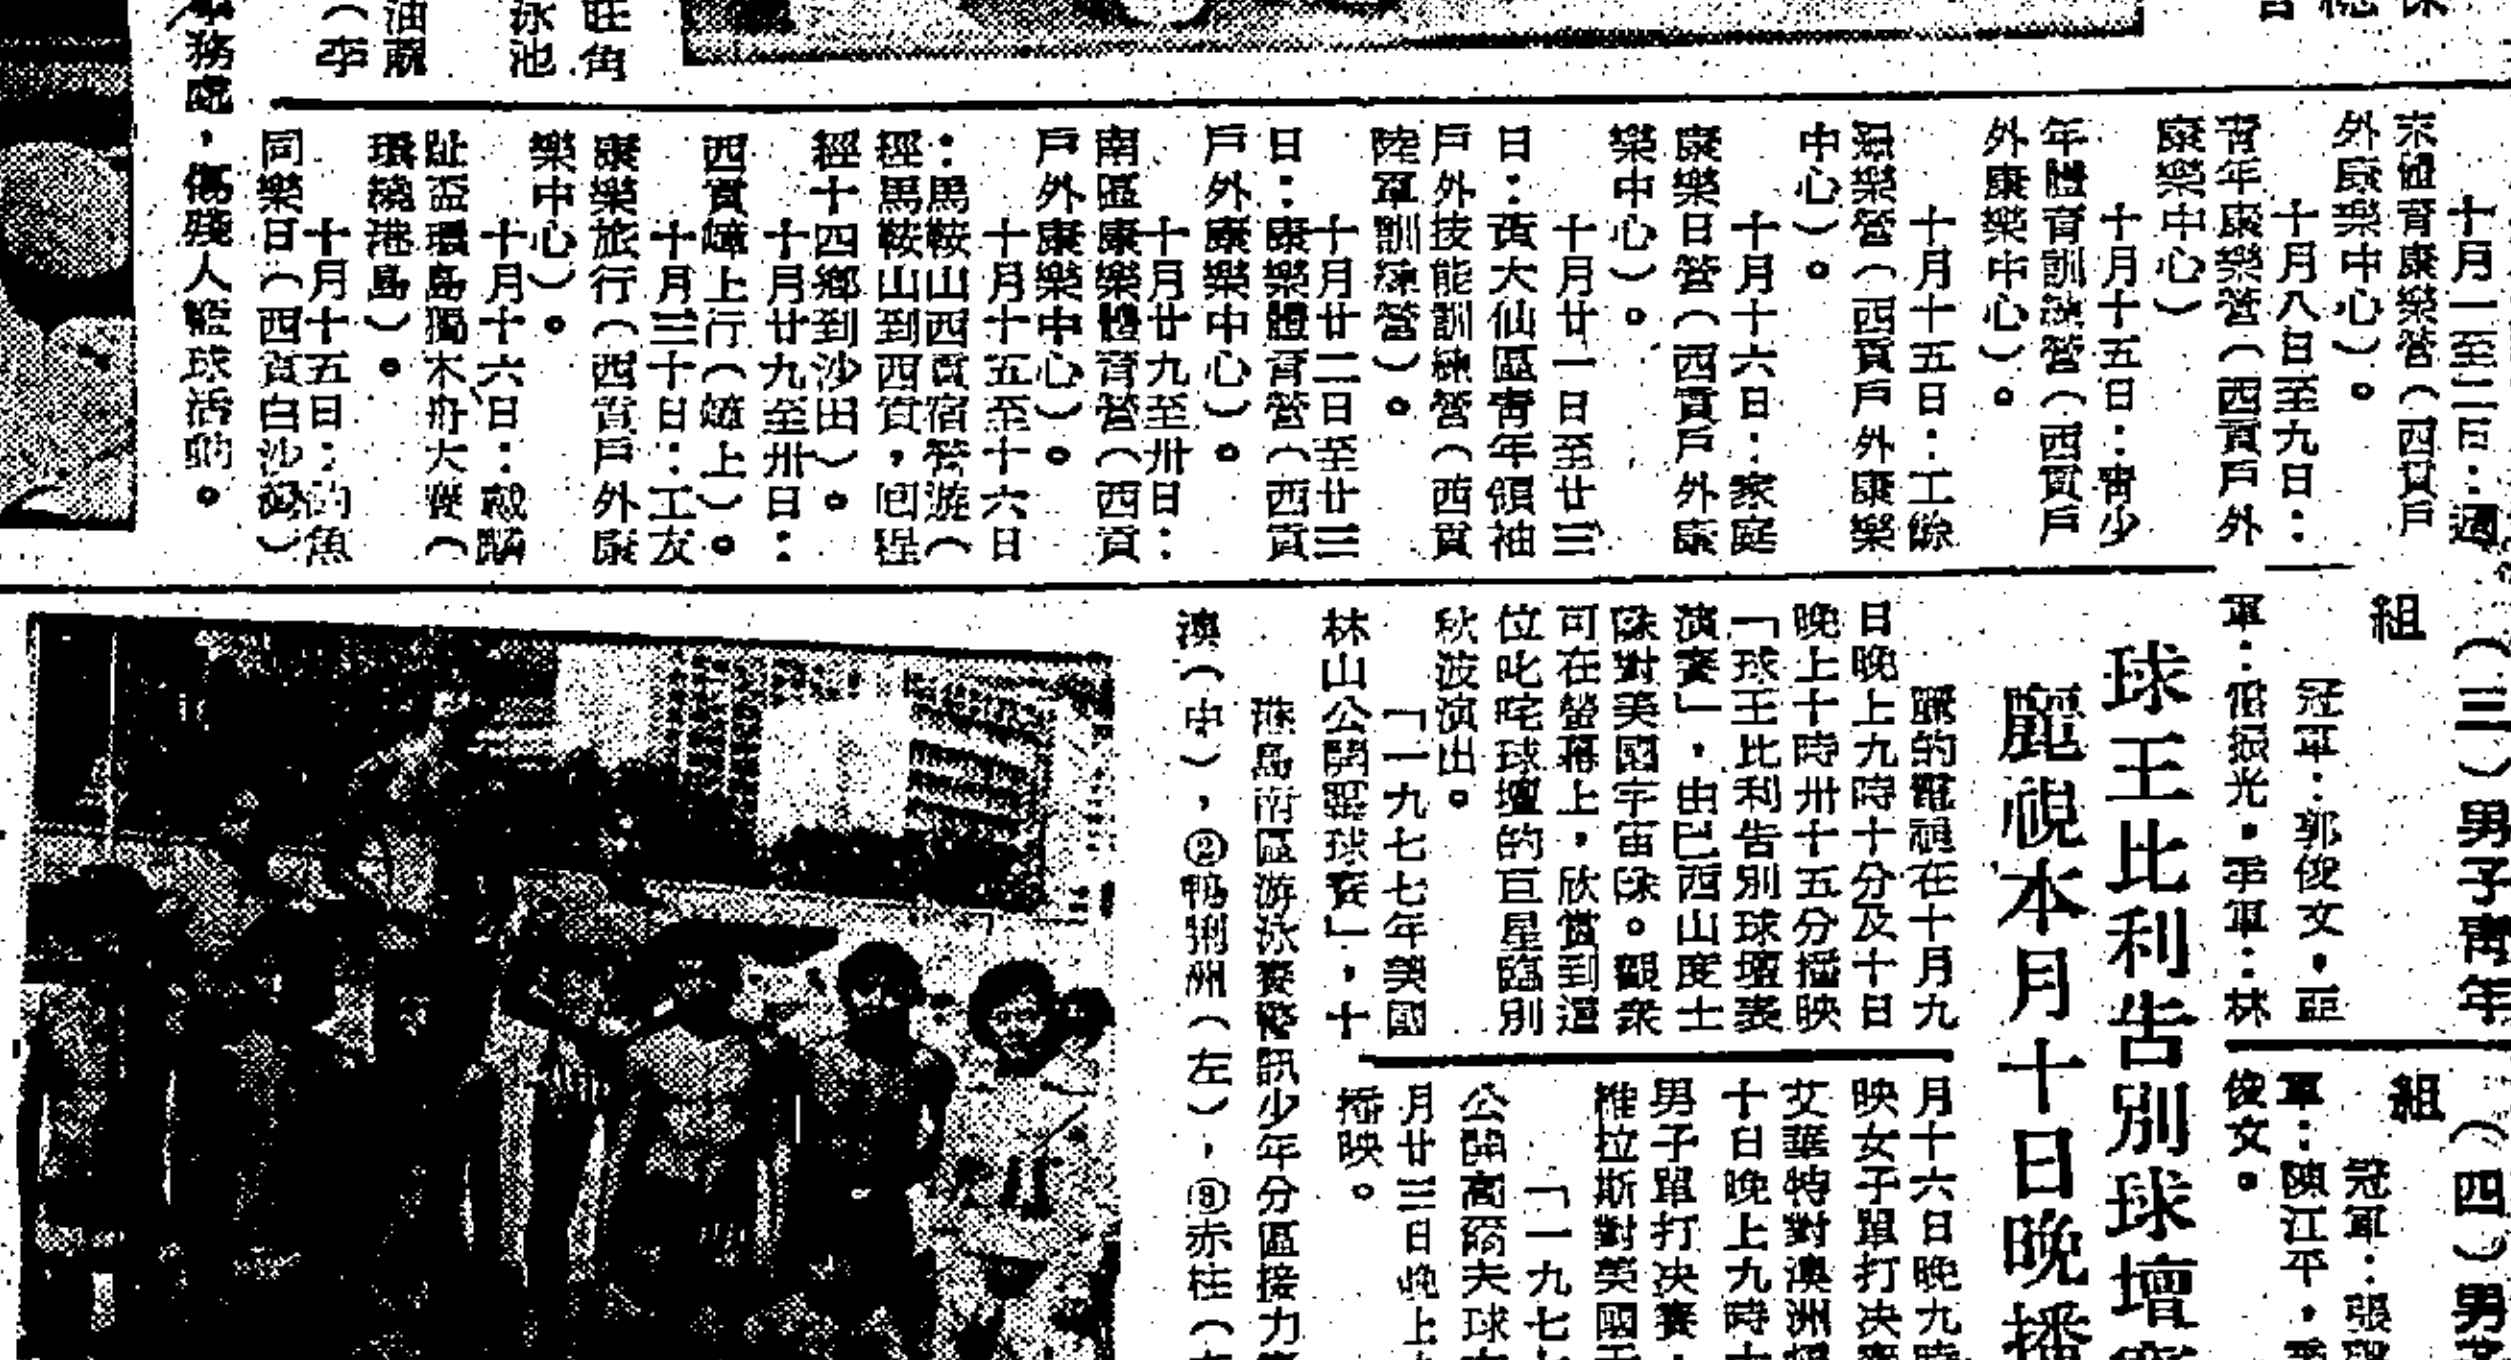 十月一至二日：週
末體育康樂營（西貢戶
外康樂中心）。
十月八日至九日：
青年康樂營（西貢戶外
康樂中心）
十月十五日：青少
年體育訓練營（西貢戶
外康樂中心）。
十月十五日：工餘
康樂營（西貢戶外康樂
中心）。
十月十六日：家庭
康樂日營（西貢戶外康
樂中心）。
十月廿一日至廿三
日：黃大仙區青年領袖
戶外技能訓練營（西貢
陸軍訓練營）。
十月廿二日至廿三
日：康樂體育營（西貢
戶外康樂中心）。
十月廿九至卅日：
南區康樂體育營（西貢
戶外康樂中心）。
十月十五至十六日
：馬鞍山西貢宿營遊（
經馬鞍山到西貢，回程
經十四鄉到沙田）。
十月廿九至卅日：
西貢嶂上行（嶂上）。
十月三十日：工友
康樂旅行（西貢戶外康
樂中心）。
十月十六日：戴麟
趾盃環島獨木舟大賽（
環繞港島）。
十月十五日：釣魚
同樂日（西貢白沙灣）
務處，傷殘人籃球活動。
旺角
泳池
油蔴
（李
（三）男子青年
組
冠軍：郭俊文，亞
軍：伍振光，季軍：林
俊文。
（四）男
組
冠軍：張
軍：陳江平，季
球王比利告別球壇
麗視本月十日晚播
麗的電視在十月九
日晚上九時十分及十日
晚上十時卅十五分播映
「球王比利告別球壇表
演賽」，由巴西山度士
隊對美國宇宙隊。觀眾
可在螢幕上，欣賞到這
位叱咤球壇的巨星臨別
秋波演出。
「一九七七年美國
林山公開網球賽」，十
月十六日晚九時
映女子單打決賽
艾華特對澳洲
十日晚上九時十
男子單打決賽，
維拉斯對美國
「一九七七
公開高爾夫球
月廿三日晚上
播映。
港島南區游泳賽警訊少年分區接力
澳（中），②鴨脷洲（左），③赤柱（